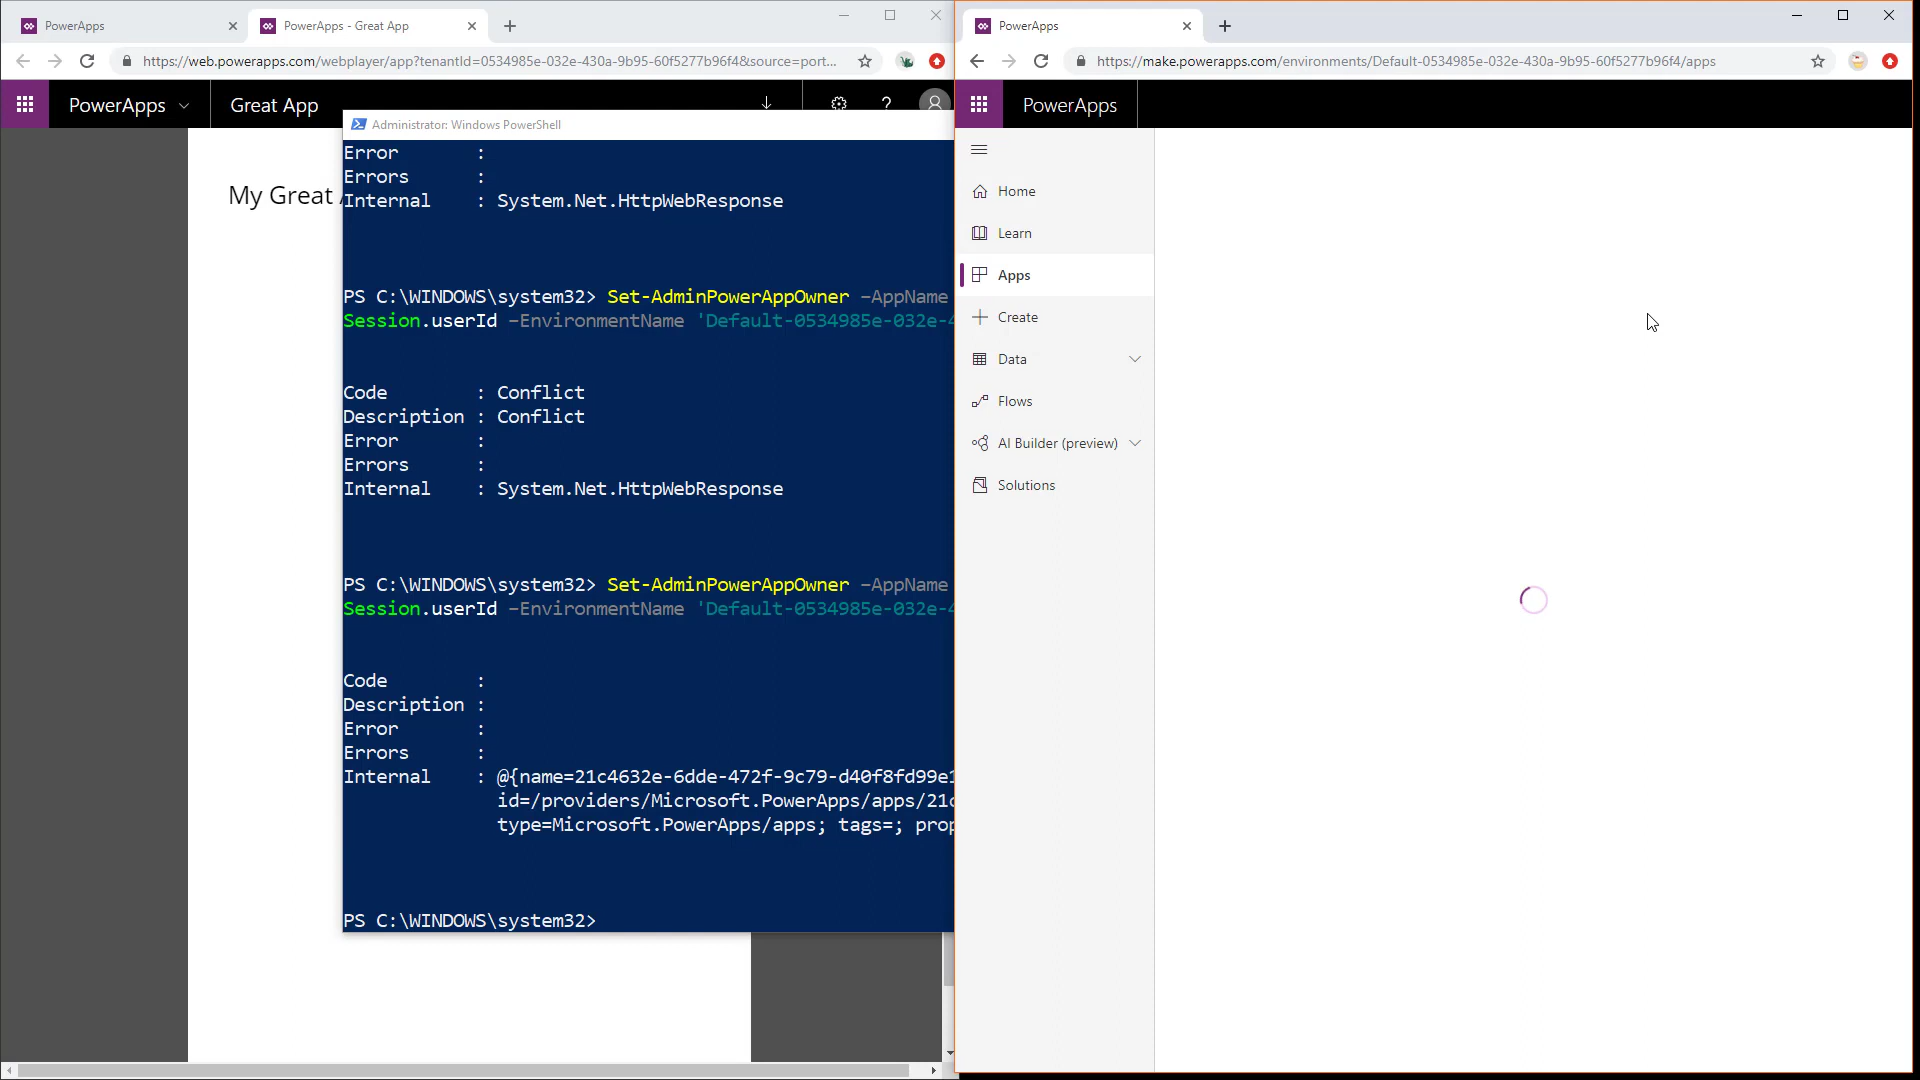 PowerApps
PowerApps - Great App
https://web.powerapps.com/webplayer/app?tenantId=0534985e-032e-430a-9b95-60f5277b96f4&source=port...
PowerApps
Great App
?
My Great
Administrator: Windows PowerShell
Error :
Errors :
Internal : System.Net.HttpWebResponse
PS C:\WINDOWS\system32> Set-AdminPowerAppOwner –AppName
Session.userId –EnvironmentName 'Default-0534985e-032e-4
Code : Conflict
Description : Conflict
Error :
Errors :
Internal : System.Net.HttpWebResponse
PS C:\WINDOWS\system32> Set-AdminPowerAppOwner –AppName
Session.userId –EnvironmentName 'Default-0534985e-032e-4
Code :
Description :
Error :
Errors :
Internal : @{name=21c4632e-6dde-472f-9c79-d40f8fd99e1
id=/providers/Microsoft.PowerApps/apps/21c
type=Microsoft.PowerApps/apps; tags=; prop
PS C:\WINDOWS\system32>
PowerApps
https://make.powerapps.com/environments/Default-0534985e-032e-430a-9b95-60f5277b96f4/apps
PowerApps
Home
Learn
Apps
Create
Data
Flows
AI Builder (preview)
Solutions